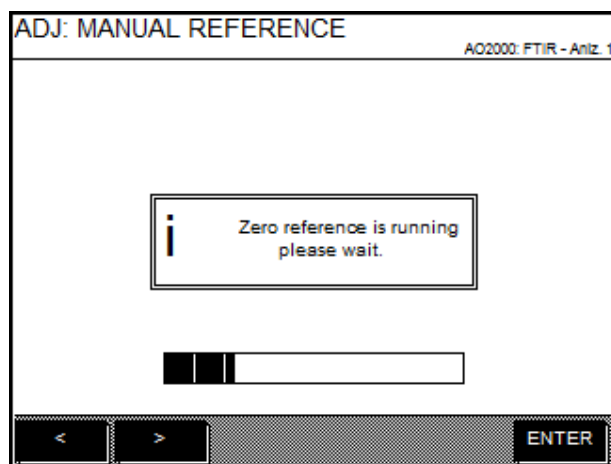 ADJ: MANUAL REFERENCE
AO2000: FTIR - Anlz. 1
i
Zero reference is running
please wait.
< > ENTER